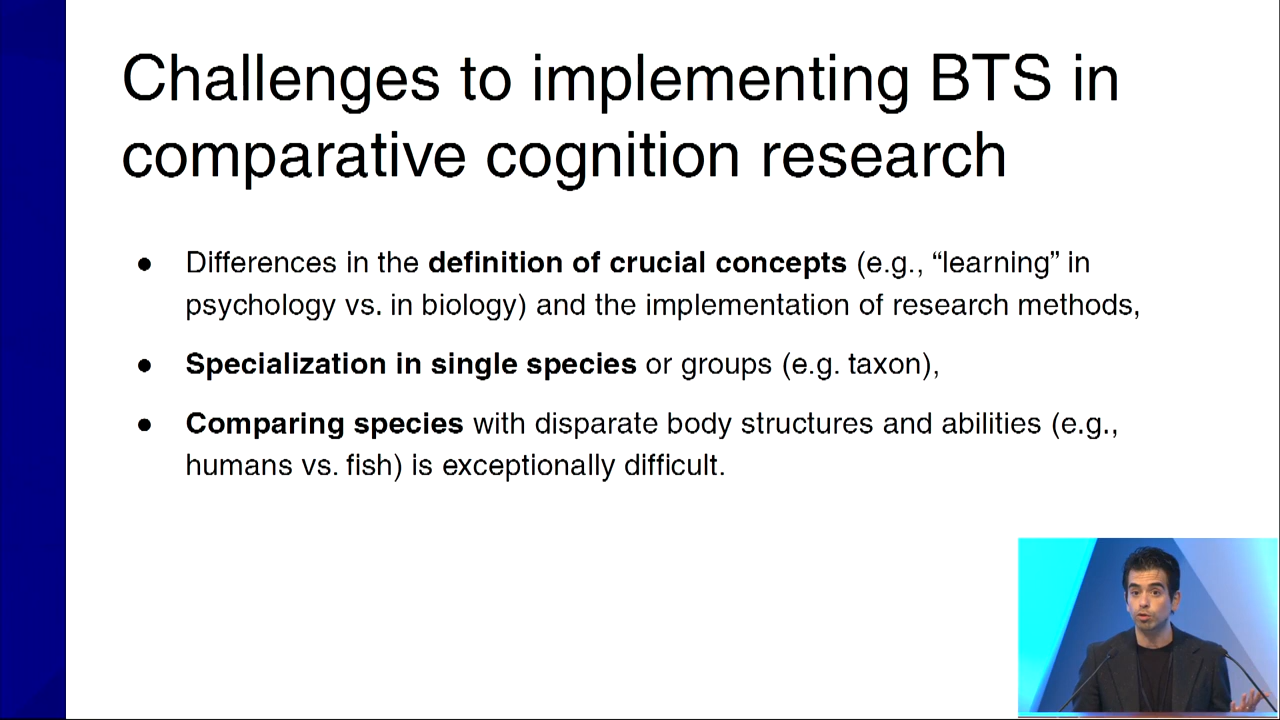 Challenges to implementing BTS in
comparative cognition research
● Differences in the definition of crucial concepts (e.g., “learning” in
psychology vs. in biology) and the implementation of research methods,
● Specialization in single species or groups (e.g. taxon),
● Comparing species with disparate body structures and abilities (e.g.,
humans vs. fish) is exceptionally difficult.